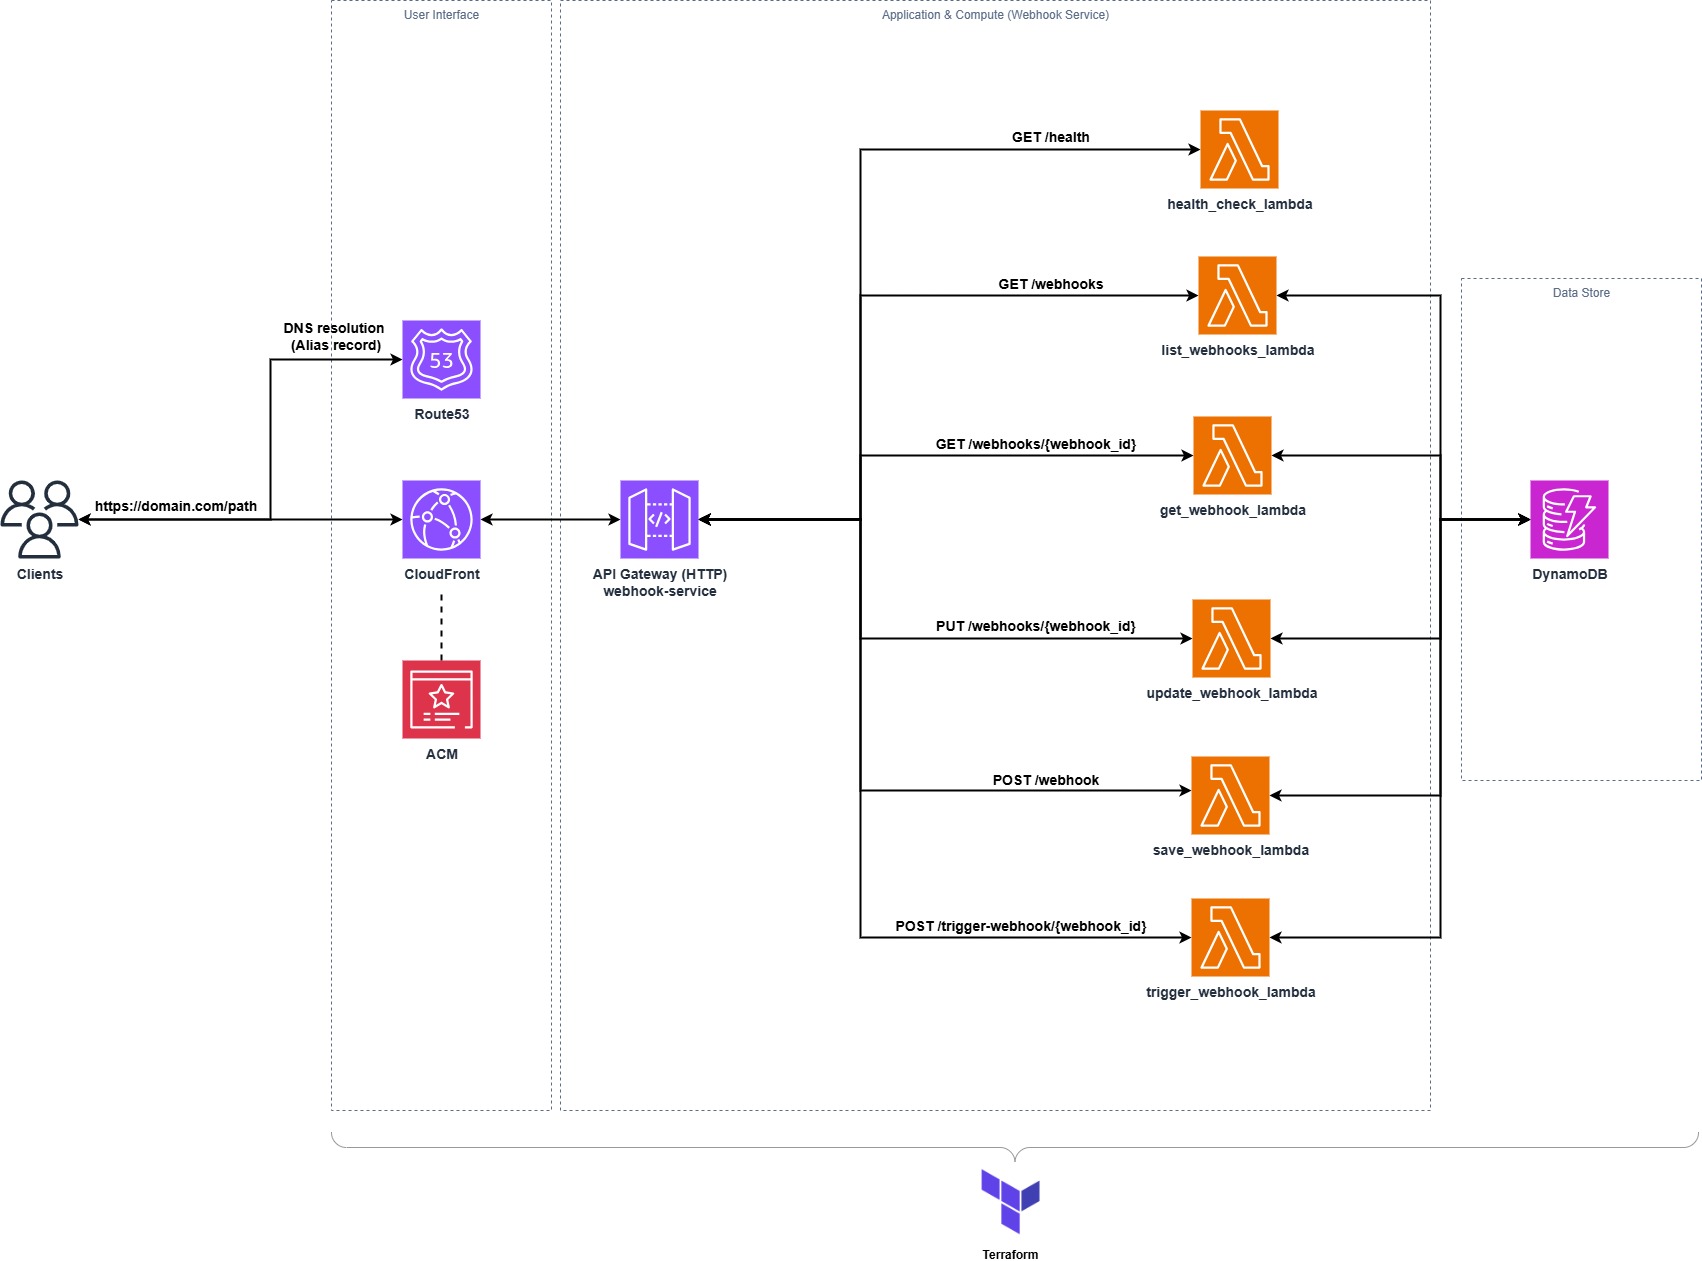 User Interface
Application & Compute (Webhook Service)
GET /health
health_check_lambda
GET /webhooks
Data Store
DNS resolution
(Alias record)
53
list_webhooks_lambda
Route53
GET /webhooks/{webhook_id}
https://domain.com/path
</>
get_webhook_lambda
Clients
CloudFront
API Gateway (HTTP)
webhook-service
DynamoDB
PUT /webhooks/{webhook_id}
update_webhook_lambda
ACM
POST /webhook
save_webhook_lambda
POST /trigger-webhook/{webhook_id}
trigger_webhook_lambda
Terraform